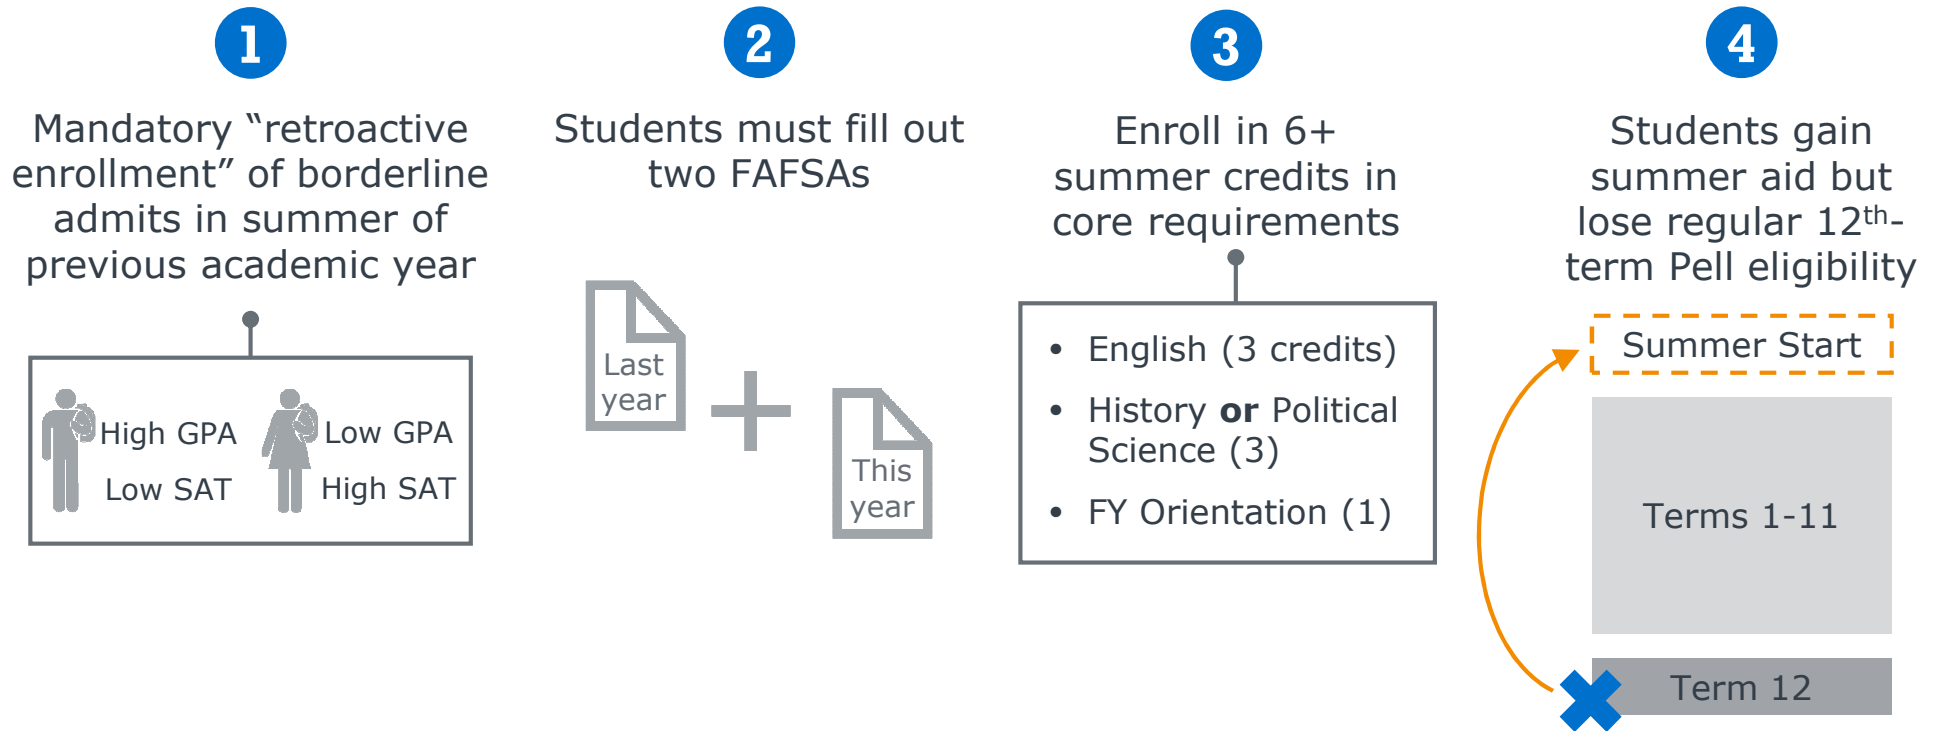 1
Mandatory “retroactive
enrollment” of borderline
admits in summer of
previous academic year
High GPA
Low SAT
Low GPA
High SAT
2
Students must fill out
two FAFSAs
Last
year
This
year
3
Enroll in 6+
summer credits in
core requirements
• English (3 credits)
• History or Political
Science (3)
• FY Orientation (1)
4
Students gain
summer aid but
lose regular 12th-
term Pell eligibility
Summer Start
Terms 1-11
Term 12